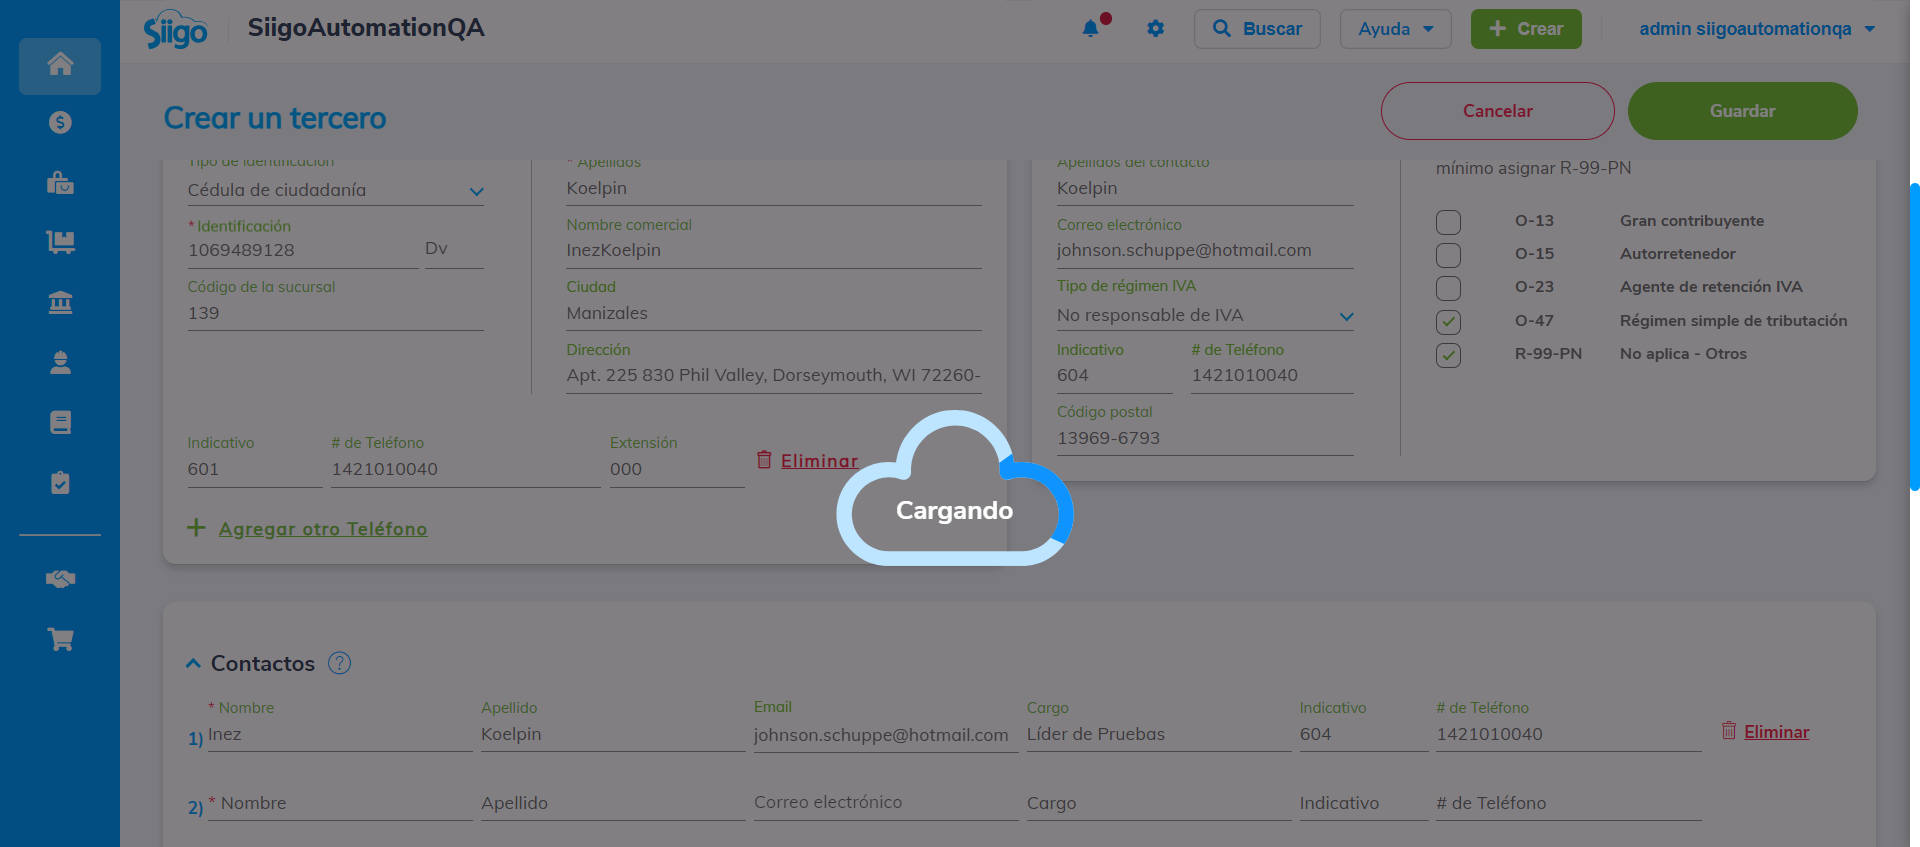 Siigo
SiigoAutomationQA
Buscar
Ayuda
Crear
admin siigoautomationqa
Crear un tercero
Cancelar
Guardar
Tipo de identificación
Cédula de ciudadanía
* Identificación
1069489128
Dv
Código de la sucursal
139
* Apellidos
Koelpin
Nombre comercial
InezKoelpin
Ciudad
Manizales
Dirección
Apt. 225 830 Phil Valley, Dorseymouth, WI 72260-
Indicativo
# de Teléfono
Extensión
601
1421010040
000
Eliminar
Agregar otro Teléfono
Apellidos del contacto
Koelpin
Correo electrónico
johnson.schuppe@hotmail.com
Tipo de régimen IVA
No responsable de IVA
Indicativo
# de Teléfono
604
1421010040
Código postal
13969-6793
mínimo asignar R-99-PN
O-13 Gran contribuyente
O-15 Autorretenedor
O-23 Agente de retención IVA
O-47 Régimen simple de tributación
R-99-PN No aplica - Otros
Cargando
Contactos ?
* Nombre Apellido Email Cargo Indicativo # de Teléfono
1) Inez Koelpin johnson.schuppe@hotmail.com Líder de Pruebas 604 1421010040 Eliminar
2) * Nombre Apellido Correo electrónico Cargo Indicativo # de Teléfono